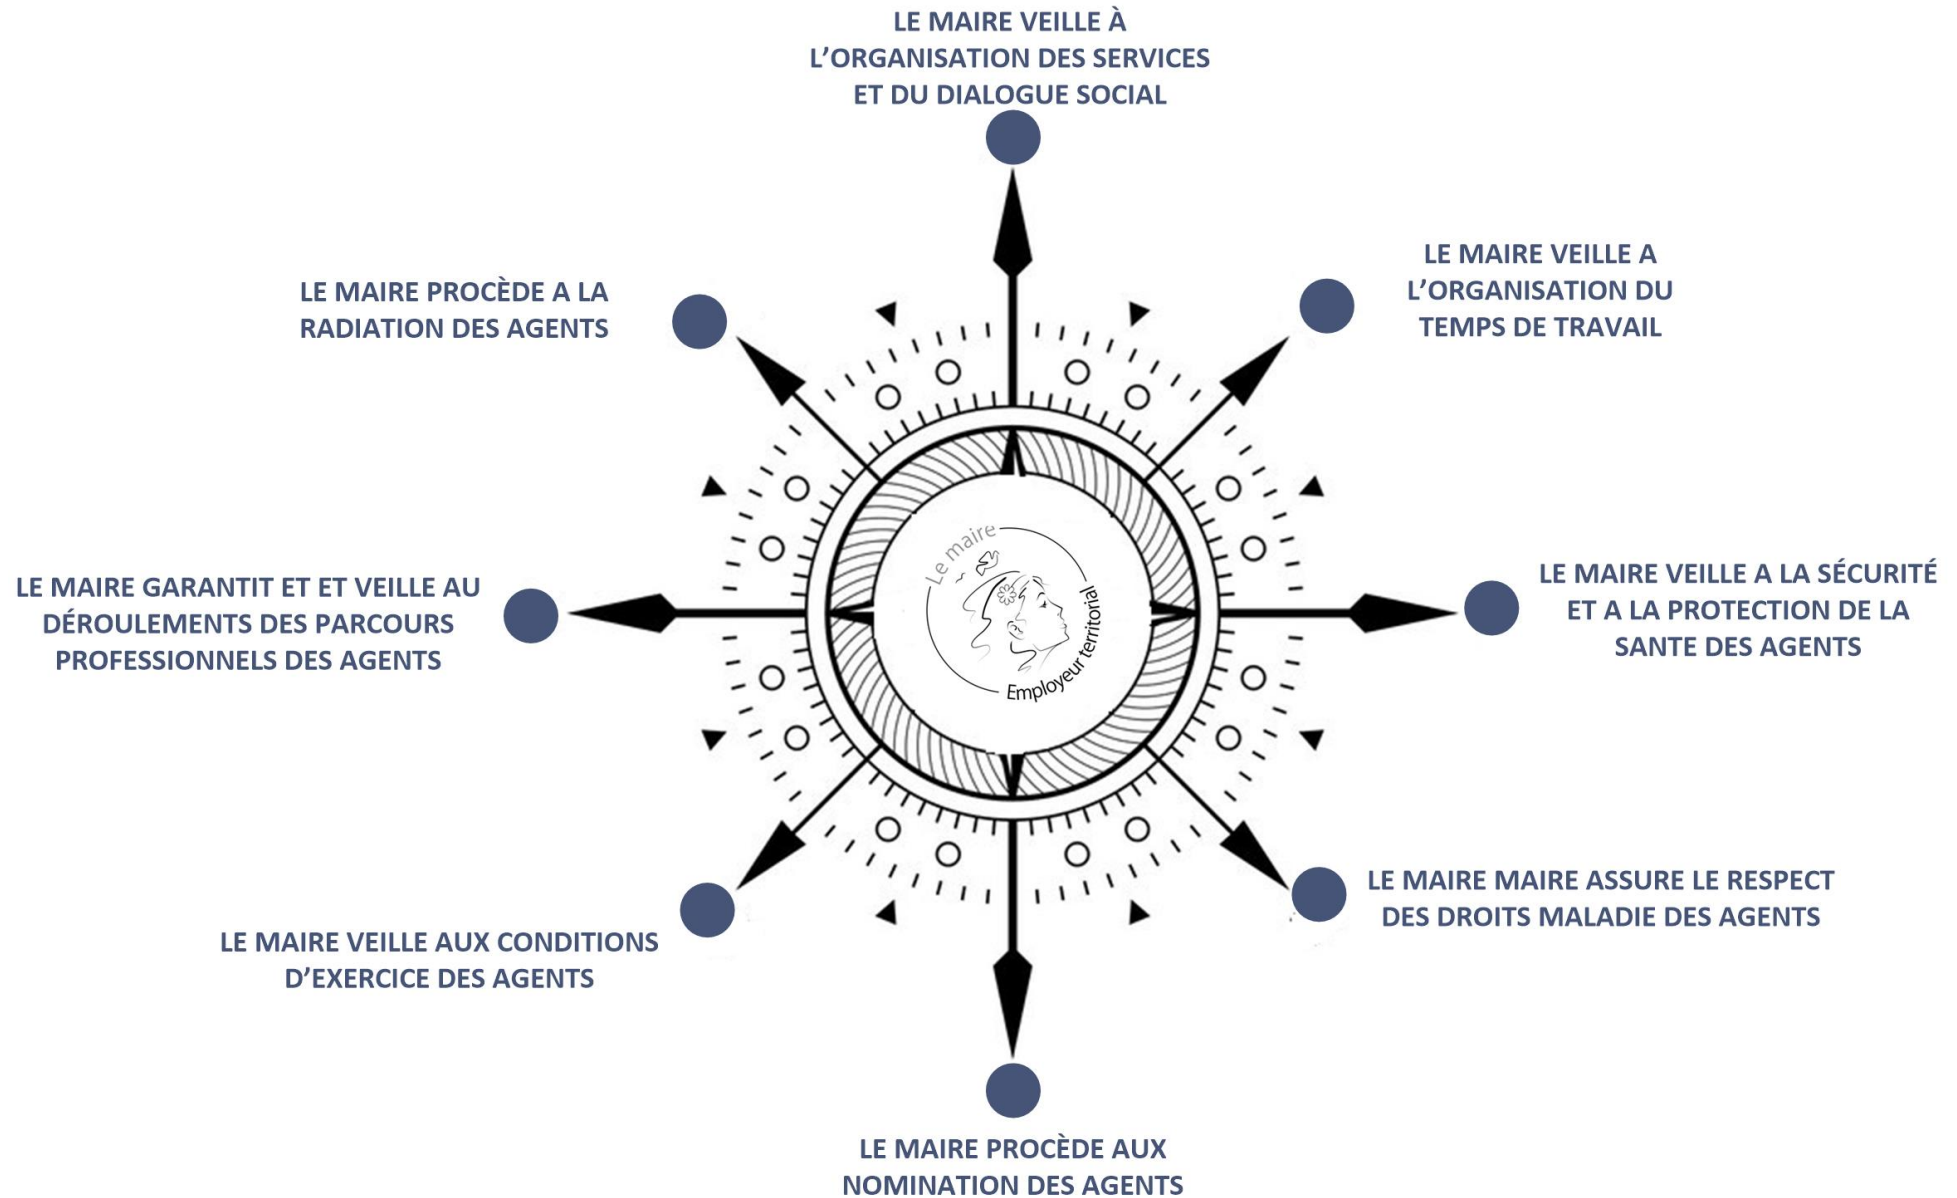 LE MAIRE VEILLE À
L’ORGANISATION DES SERVICES
ET DU DIALOGUE SOCIAL
LE MAIRE VEILLE A
L’ORGANISATION DU
TEMPS DE TRAVAIL
LE MAIRE PROCÈDE A LA
RADIATION DES AGENTS
LE MAIRE VEILLE A LA SÉCURITÉ
ET A LA PROTECTION DE LA
SANTE DES AGENTS
LE MAIRE GARANTIT ET ET VEILLE AU
DÉROULEMENTS DES PARCOURS
PROFESSIONNELS DES AGENTS
Le maire
Employeur territorial
LE MAIRE MAIRE ASSURE LE RESPECT
DES DROITS MALADIE DES AGENTS
LE MAIRE VEILLE AUX CONDITIONS
D’EXERCICE DES AGENTS
LE MAIRE PROCÈDE AUX
NOMINATION DES AGENTS